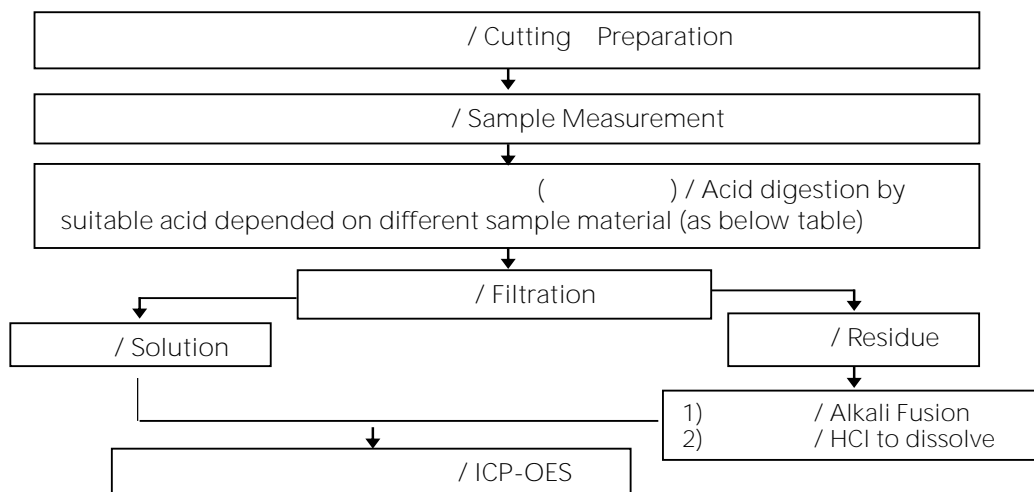 / Cutting Preparation
/ Sample Measurement
( ) / Acid digestion by
suitable acid depended on different sample material (as below table)
/ Filtration
/ Solution
/ Residue
1) / Alkali Fusion
2) / HCl to dissolve
/ ICP-OES